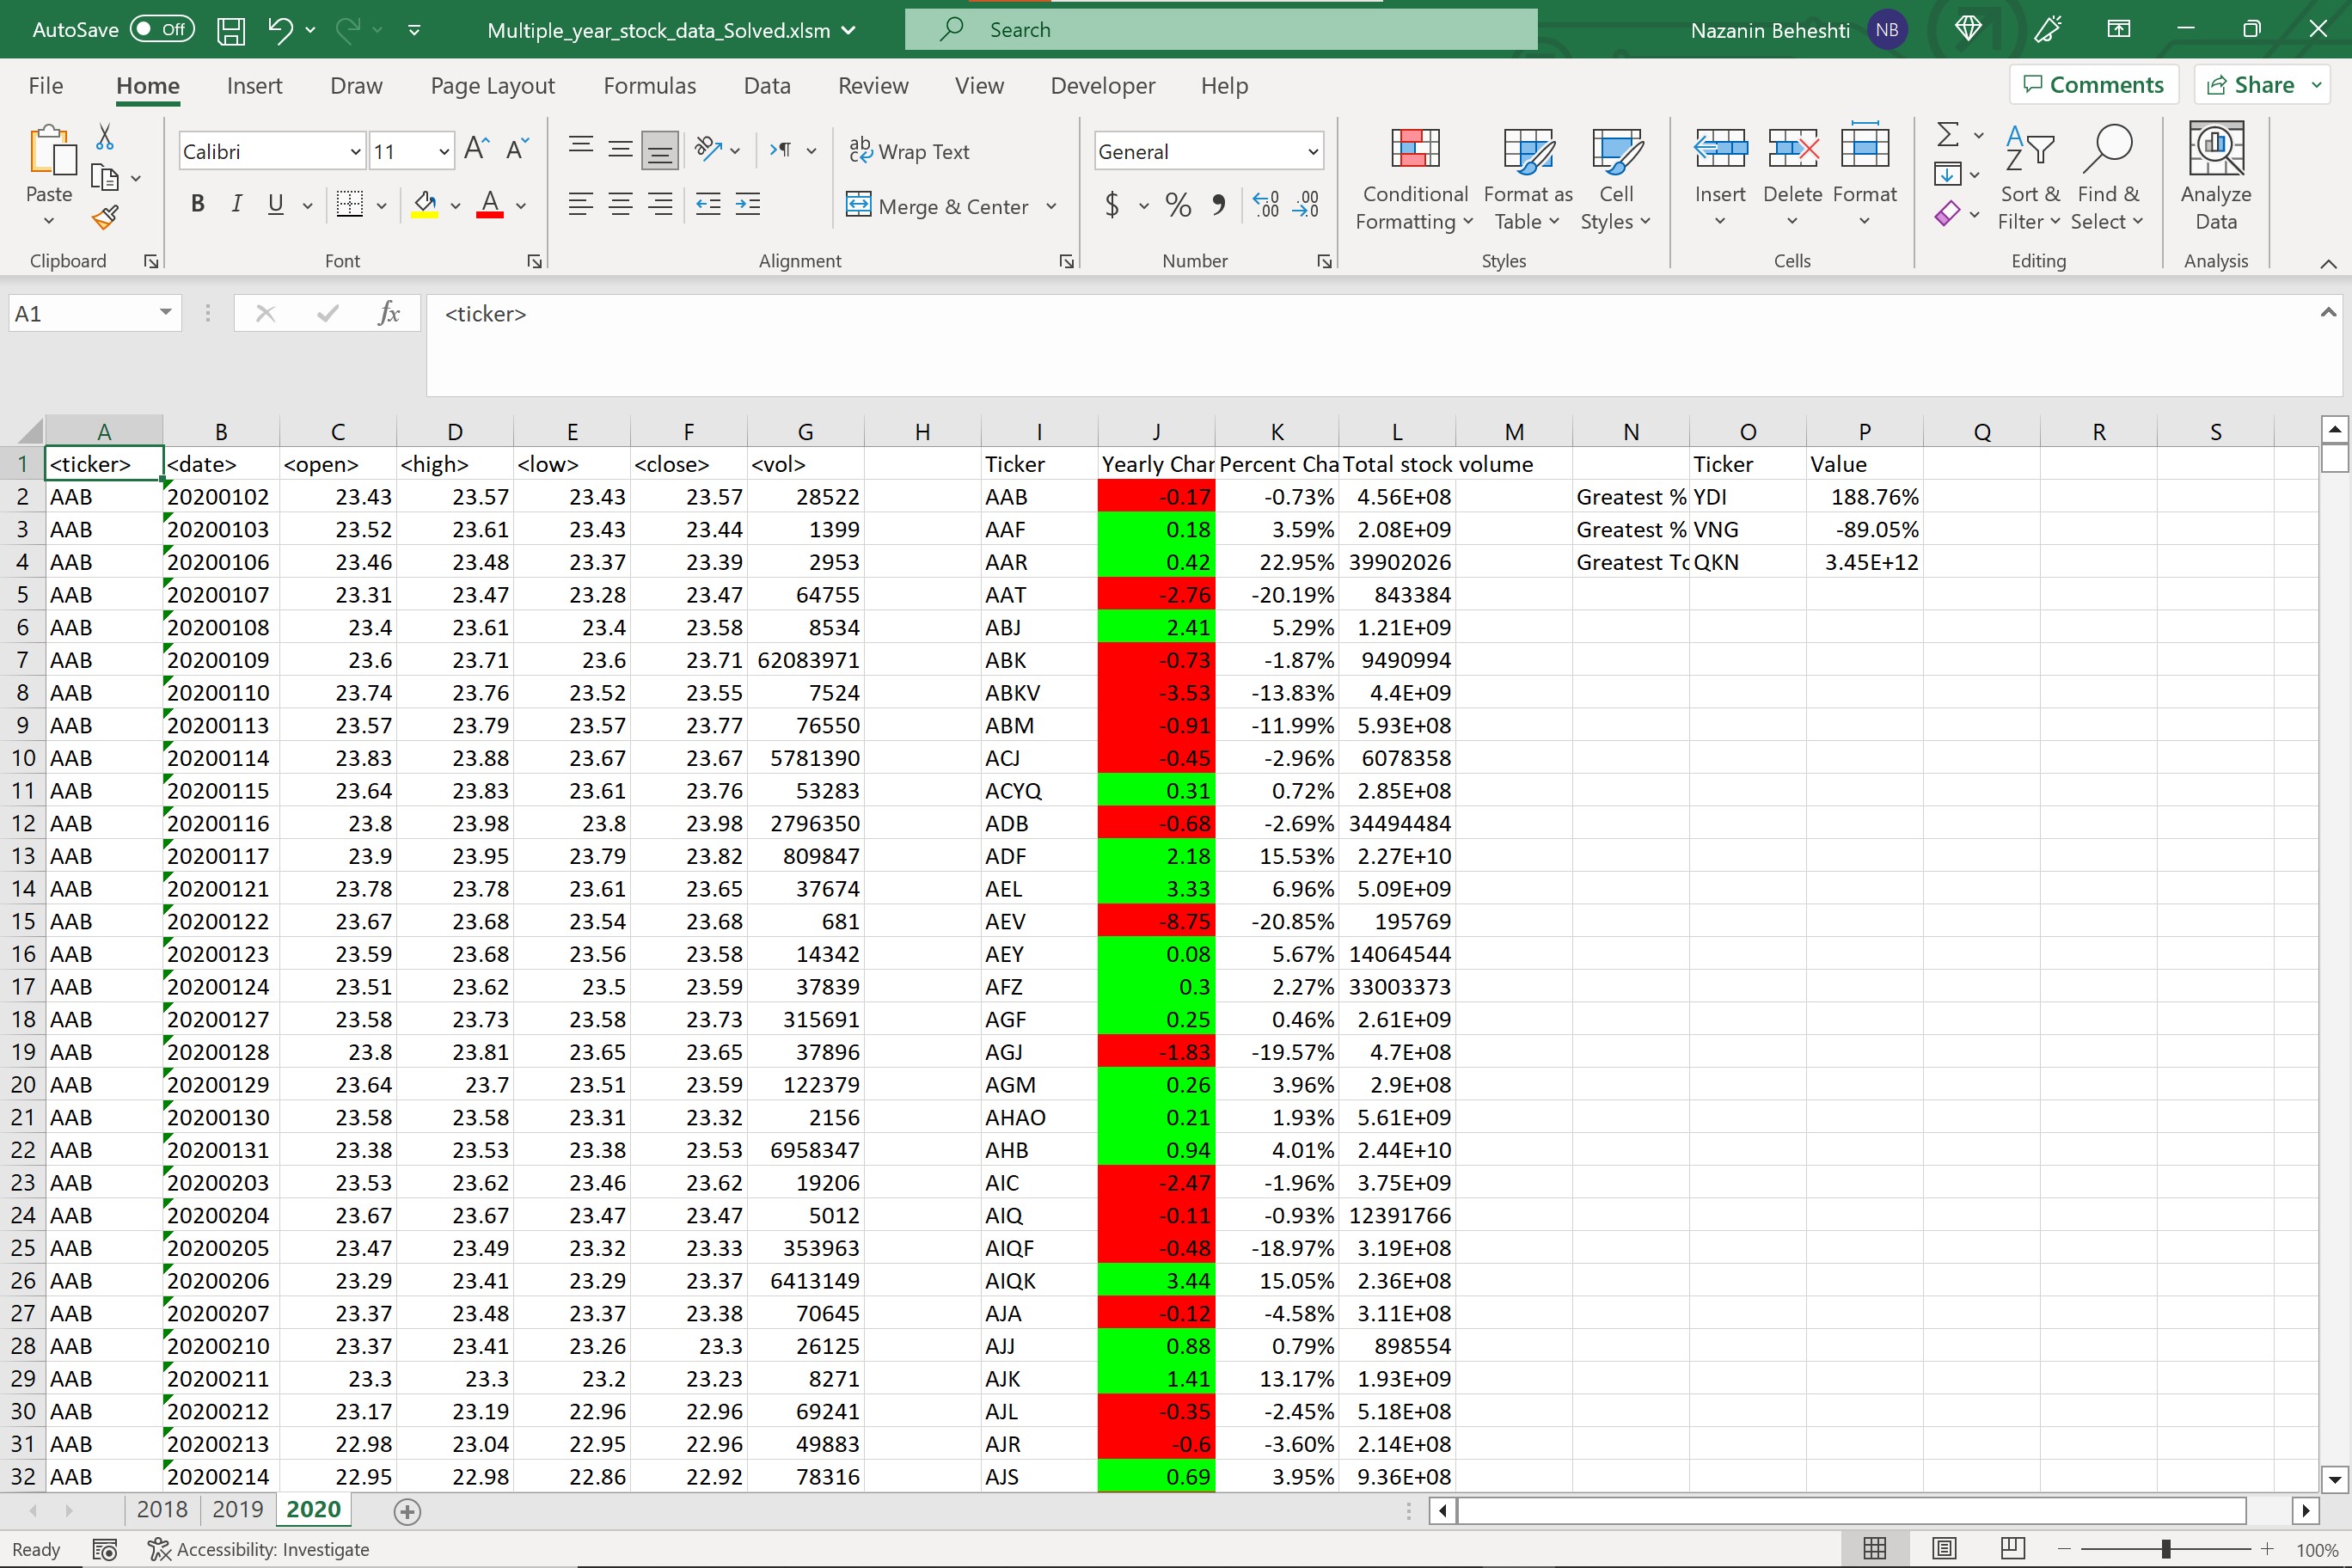 AutoSave Off Multiple_year_stock_data_Solved.xlsm Search Nazanin Beheshti NB
File Home Insert Draw Page Layout Formulas Data Review View Developer Help Comments Share
Paste Calibri 11 Wrap Text General Conditional Formatting Format as Table Cell Styles Insert Delete Format Sort & Filter Find & Select Analyze Data
B I U Merge & Center $ % ,
Clipboard Font Alignment Number Styles Cells Editing Analysis
A1 fx <ticker>
A B C D E F G H I J K L M N O P Q R S
1 <ticker> <date> <open> <high> <low> <close> <vol> Ticker Yearly Char Percent Cha Total stock volume Ticker Value
2 AAB 20200102 23.43 23.57 23.43 23.57 28522 AAB -0.17 -0.73% 4.56E+08 Greatest % YDI 188.76%
3 AAB 20200103 23.52 23.61 23.43 23.44 1399 AAF 0.18 3.59% 2.08E+09 Greatest % VNG -89.05%
4 AAB 20200106 23.46 23.48 23.37 23.39 2953 AAR 0.42 22.95% 39902026 Greatest To QKN 3.45E+12
5 AAB 20200107 23.31 23.47 23.28 23.47 64755 AAT -2.76 -20.19% 843384
6 AAB 20200108 23.4 23.61 23.4 23.58 8534 ABJ 2.41 5.29% 1.21E+09
7 AAB 20200109 23.6 23.71 23.6 23.71 62083971 ABK -0.73 -1.87% 9490994
8 AAB 20200110 23.74 23.76 23.52 23.55 7524 ABKV -3.53 -13.83% 4.4E+09
9 AAB 20200113 23.57 23.79 23.57 23.77 76550 ABM -0.91 -11.99% 5.93E+08
10 AAB 20200114 23.83 23.88 23.67 23.67 5781390 ACJ -0.45 -2.96% 6078358
11 AAB 20200115 23.64 23.83 23.61 23.76 53283 ACYQ 0.31 0.72% 2.85E+08
12 AAB 20200116 23.8 23.98 23.8 23.98 2796350 ADB -0.68 -2.69% 34494484
13 AAB 20200117 23.9 23.95 23.79 23.82 809847 ADF 2.18 15.53% 2.27E+10
14 AAB 20200121 23.78 23.78 23.61 23.65 37674 AEL 3.33 6.96% 5.09E+09
15 AAB 20200122 23.67 23.68 23.54 23.68 681 AEV -8.75 -20.85% 195769
16 AAB 20200123 23.59 23.68 23.56 23.58 14342 AEY 0.08 5.67% 14064544
17 AAB 20200124 23.51 23.62 23.5 23.59 37839 AFZ 0.3 2.27% 33003373
18 AAB 20200127 23.58 23.73 23.58 23.73 315691 AGF 0.25 0.46% 2.61E+09
19 AAB 20200128 23.8 23.81 23.65 23.65 37896 AGJ -1.83 -19.57% 4.7E+08
20 AAB 20200129 23.64 23.7 23.51 23.59 122379 AGM 0.26 3.96% 2.9E+08
21 AAB 20200130 23.58 23.58 23.31 23.32 2156 AHAO 0.21 1.93% 5.61E+09
22 AAB 20200131 23.38 23.53 23.38 23.53 6958347 AHB 0.94 4.01% 2.44E+10
23 AAB 20200203 23.53 23.62 23.46 23.62 19206 AIC -2.47 -1.96% 3.75E+09
24 AAB 20200204 23.67 23.67 23.47 23.47 5012 AIQ -0.11 -0.93% 12391766
25 AAB 20200205 23.47 23.49 23.32 23.33 353963 AIQF -0.48 -18.97% 3.19E+08
26 AAB 20200206 23.29 23.41 23.29 23.37 6413149 AIQK 3.44 15.05% 2.36E+08
27 AAB 20200207 23.37 23.48 23.37 23.38 70645 AJA -0.12 -4.58% 3.11E+08
28 AAB 20200210 23.37 23.41 23.26 23.3 26125 AJJ 0.88 0.79% 898554
29 AAB 20200211 23.3 23.3 23.2 23.23 8271 AJK 1.41 13.17% 1.93E+09
30 AAB 20200212 23.17 23.19 22.96 22.96 69241 AJL -0.35 -2.45% 5.18E+08
31 AAB 20200213 22.98 23.04 22.95 22.96 49883 AJR -0.6 -3.60% 2.14E+08
32 AAB 20200214 22.95 22.98 22.86 22.92 78316 AJS 0.69 3.95% 9.36E+08
2018 2019 2020
Ready Accessibility: Investigate 100%